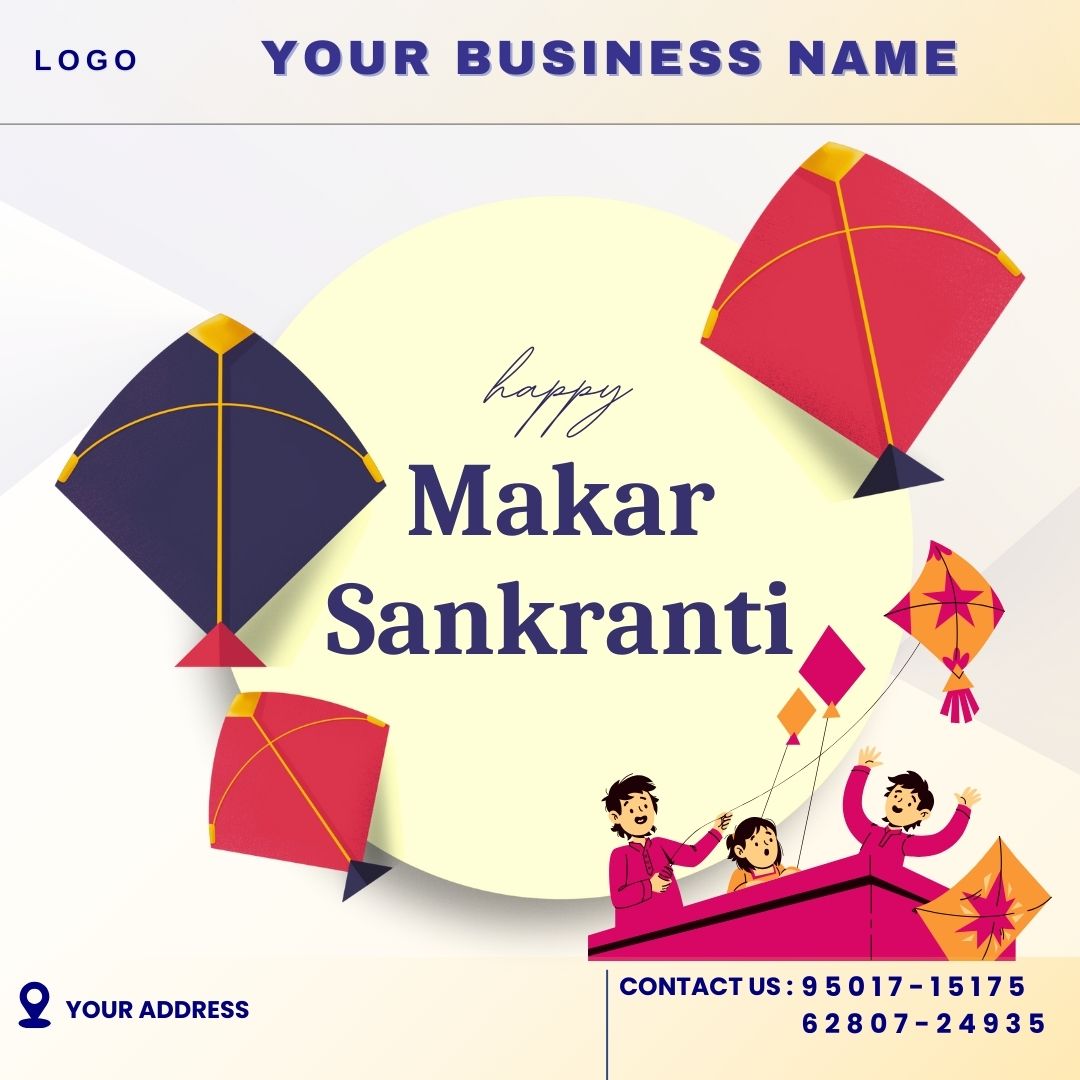 LOGO
YOUR BUSINESS NAME
happy
Makar
Sankranti
YOUR ADDRESS
CONTACT US : 95017-15175
62807-24935